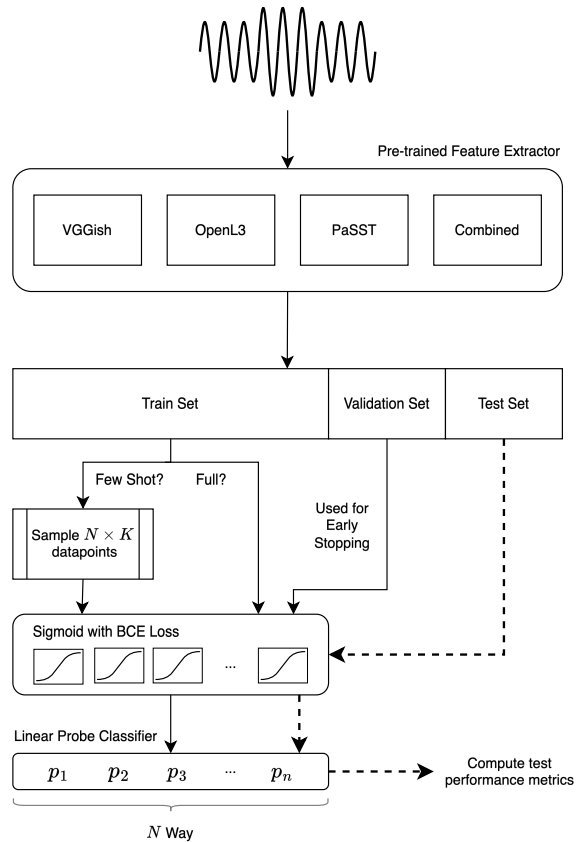 Pre-trained Feature Extractor
VGGish
OpenL3
PaSST
Combined
Train Set
Validation Set
Test Set
Few Shot?
Full?
Sample N × K
datapoints
Used for
Early
Stopping
Sigmoid with BCE Loss
...
Linear Probe Classifier
p1 p2 p3 ... pn
Compute test
performance metrics
N Way